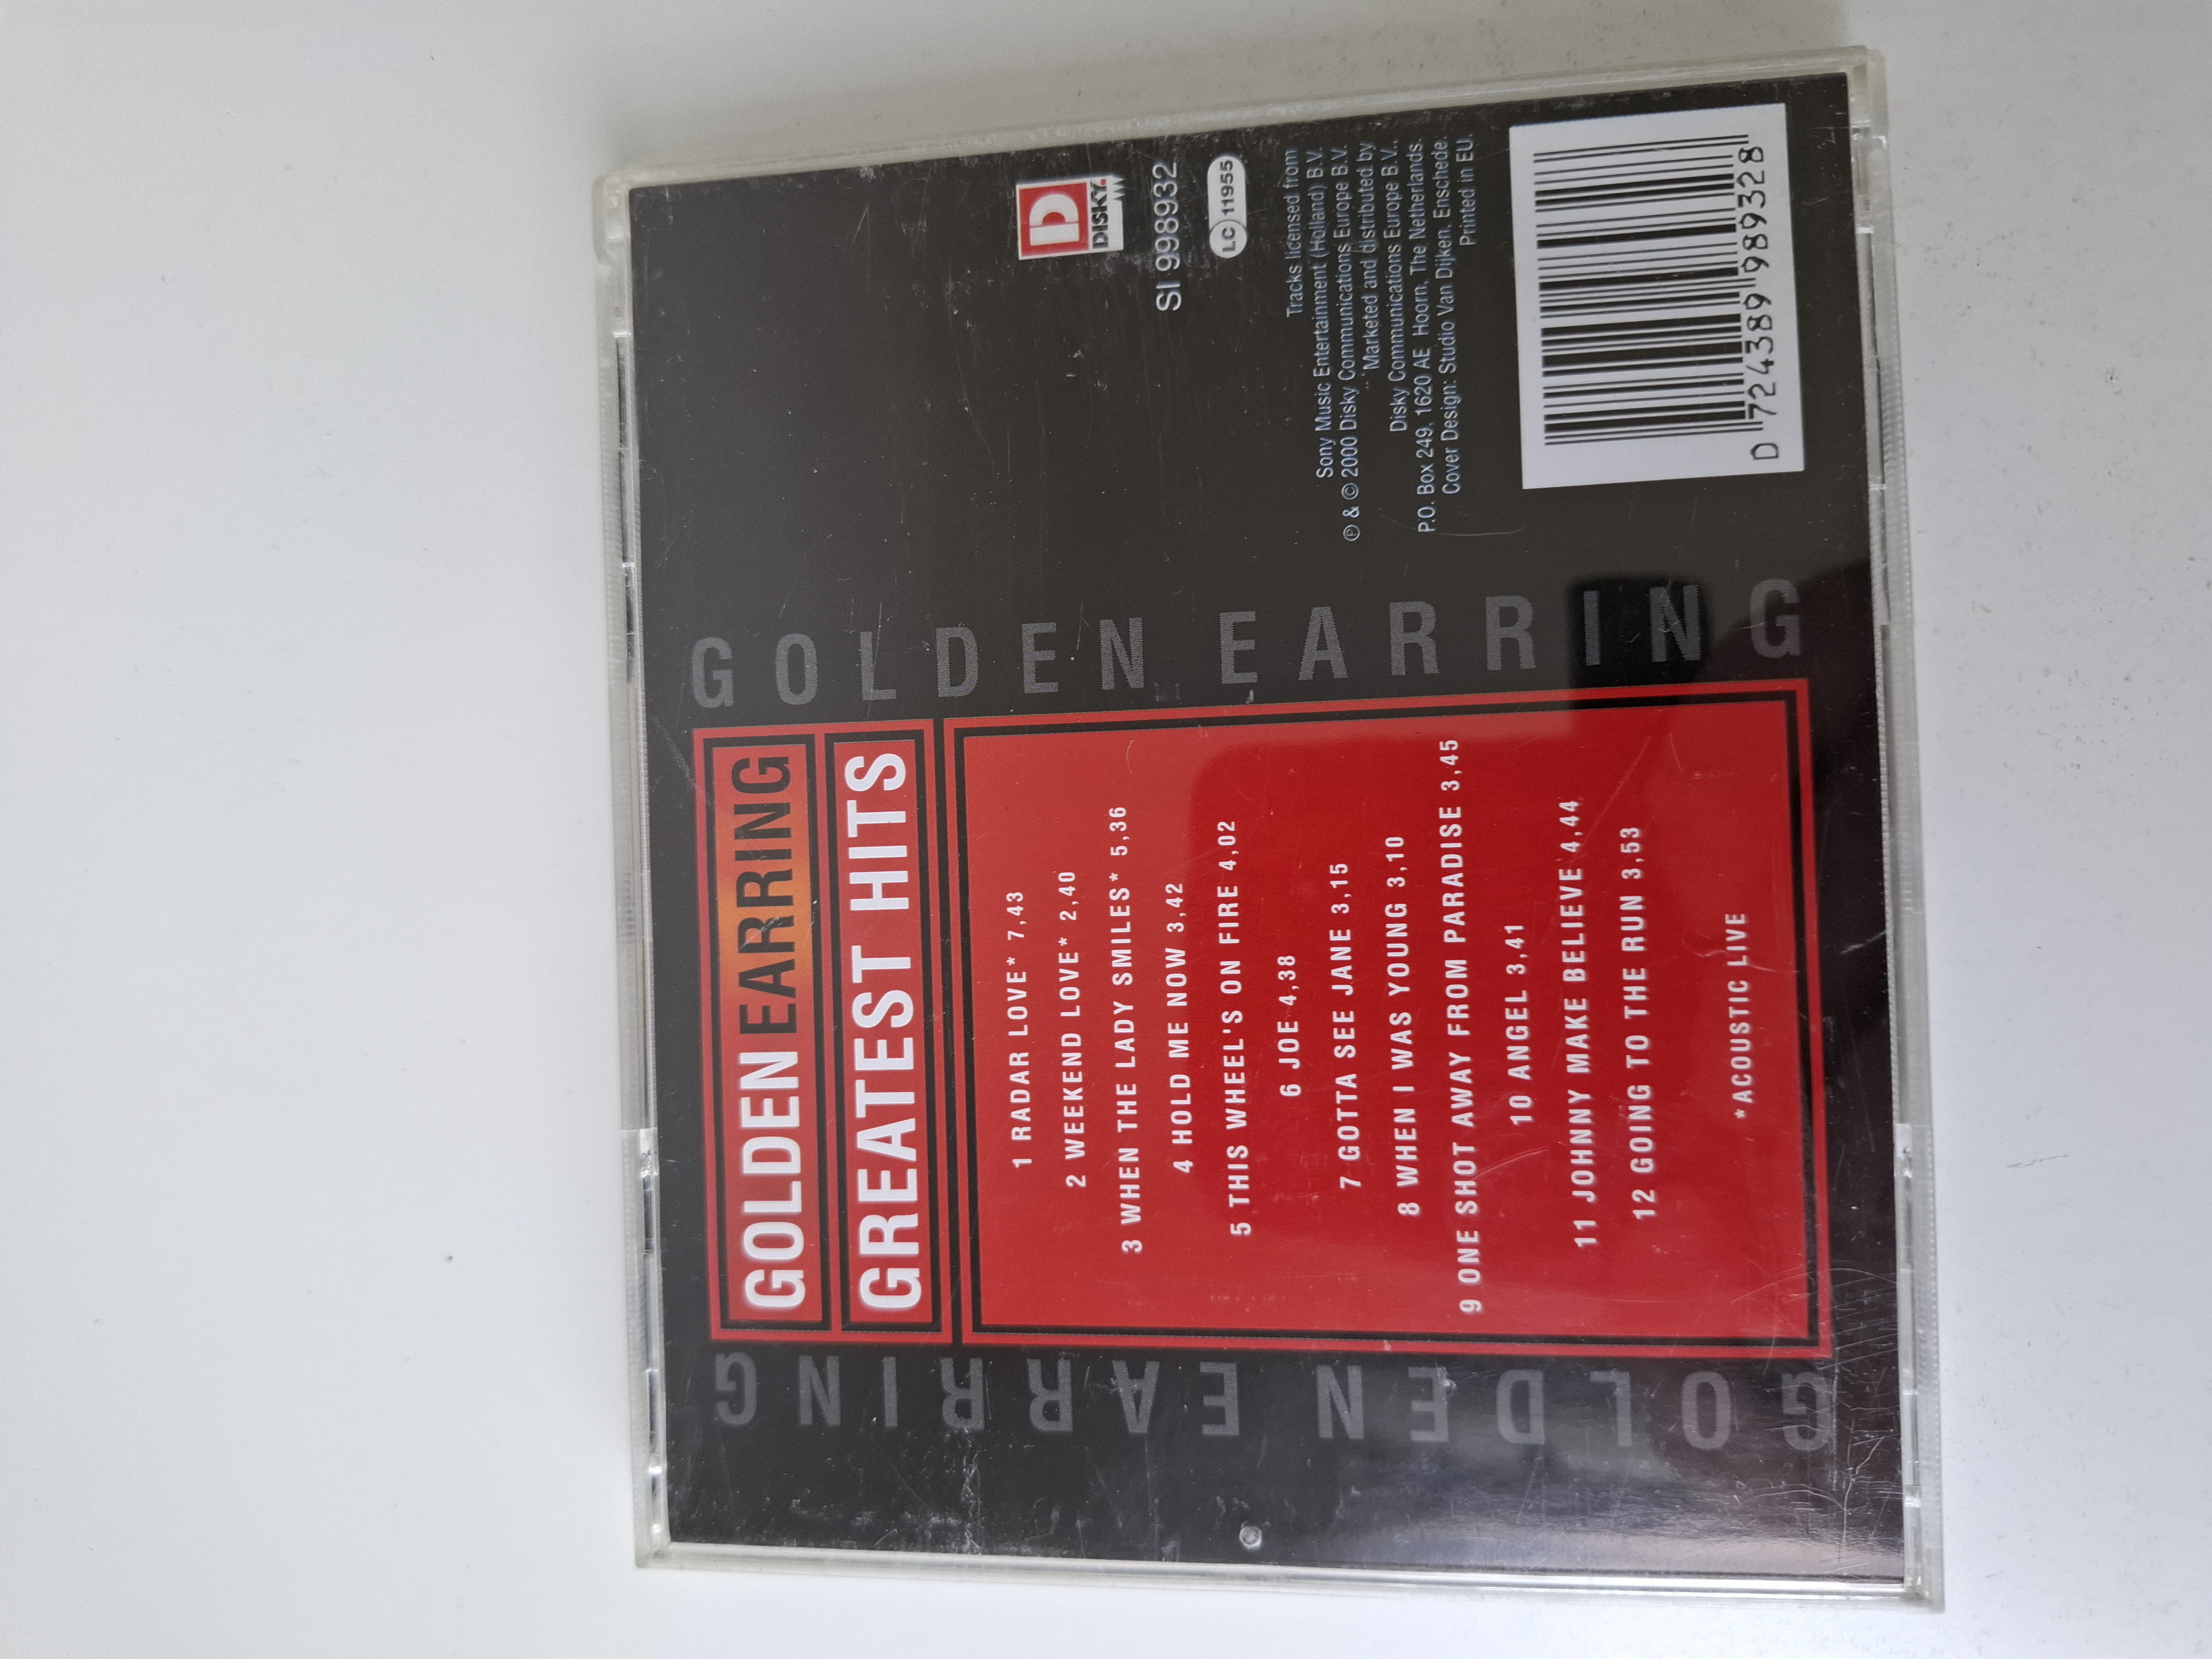 GOLDEN EARRING
GOLDEN EARRING
GREATEST HITS
1 RADAR LOVE* 7,43
2 WEEKEND LOVE* 2,40
3 WHEN THE LADY SMILES* 5,36
4 HOLD ME NOW 3,42
5 THIS WHEEL'S ON FIRE 4,02
6 JOE 4,38
7 GOTTA SEE JANE 3,15
8 WHEN I WAS YOUNG 3,10
9 ONE SHOT AWAY FROM PARADISE 3,45
10 ANGEL 3,41
11 JOHNNY MAKE BELIEVE 4,44
12 GOING TO THE RUN 3,53
*ACOUSTIC LIVE
GOLDEN EARRING
D
DISKY.
SI 998932
LC 11955
Tracks licensed from
Sony Music Entertainment (Holland) B.V.
℗ & © 2000 Disky Communications Europe B.V.
Marketed and distributed by
Disky Communications Europe B.V..
P.O. Box 249, 1620 AE Hoorn, The Netherlands.
Cover Design: Studio Van Dijken, Enschede.
Printed in EU.
D 724389 989328